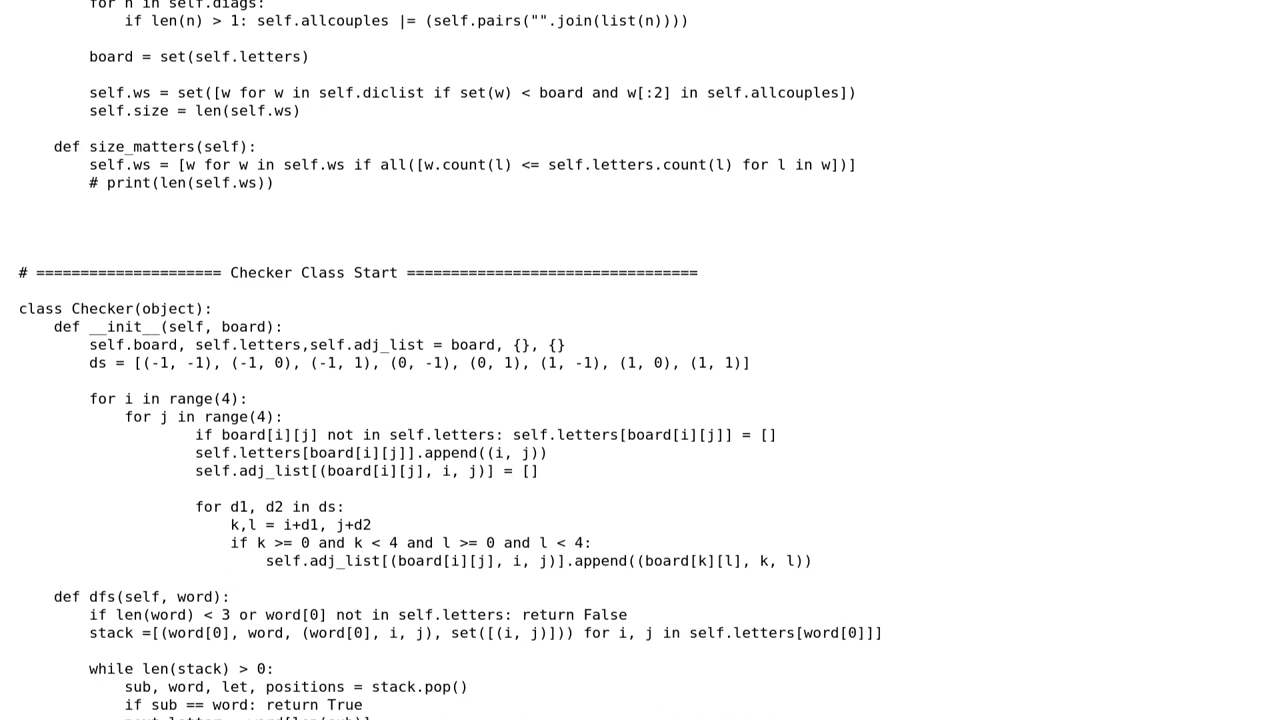 for n in self.diags:
if len(n) > 1: self.allcouples |= (self.pairs("".join(list(n))))
board = set(self.letters)
self.ws = set([w for w in self.diclist if set(w) < board and w[:2] in self.allcouples])
self.size = len(self.ws)
def size_matters(self):
self.ws = [w for w in self.ws if all([w.count(l) <= self.letters.count(l) for l in w])]
# print(len(self.ws))
# ===================== Checker Class Start =================================
class Checker(object):
def __init__(self, board):
self.board, self.letters,self.adj_list = board, {}, {}
ds = [(-1, -1), (-1, 0), (-1, 1), (0, -1), (0, 1), (1, -1), (1, 0), (1, 1)]
for i in range(4):
for j in range(4):
if board[i][j] not in self.letters: self.letters[board[i][j]] = []
self.letters[board[i][j]].append((i, j))
self.adj_list[(board[i][j], i, j)] = []
for d1, d2 in ds:
k,l = i+d1, j+d2
if k >= 0 and k < 4 and l >= 0 and l < 4:
self.adj_list[(board[i][j], i, j)].append((board[k][l], k, l))
def dfs(self, word):
if len(word) < 3 or word[0] not in self.letters: return False
stack =[(word[0], word, (word[0], i, j), set([(i, j)])) for i, j in self.letters[word[0]]]
while len(stack) > 0:
sub, word, let, positions = stack.pop()
if sub == word: return True